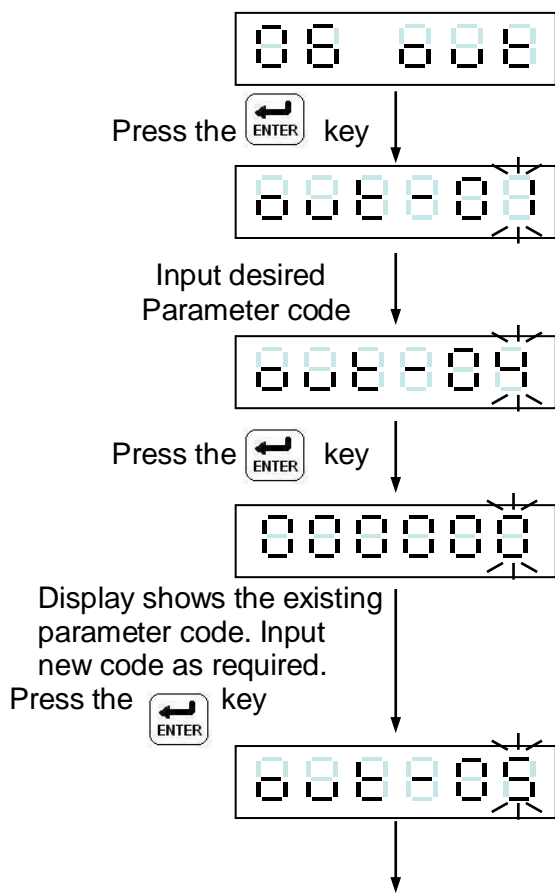 06 out
Press the ENTER key
out-01
Input desired
Parameter code
out-04
Press the ENTER key
000000
Display shows the existing
parameter code. Input
new code as required.
Press the ENTER key
out-05